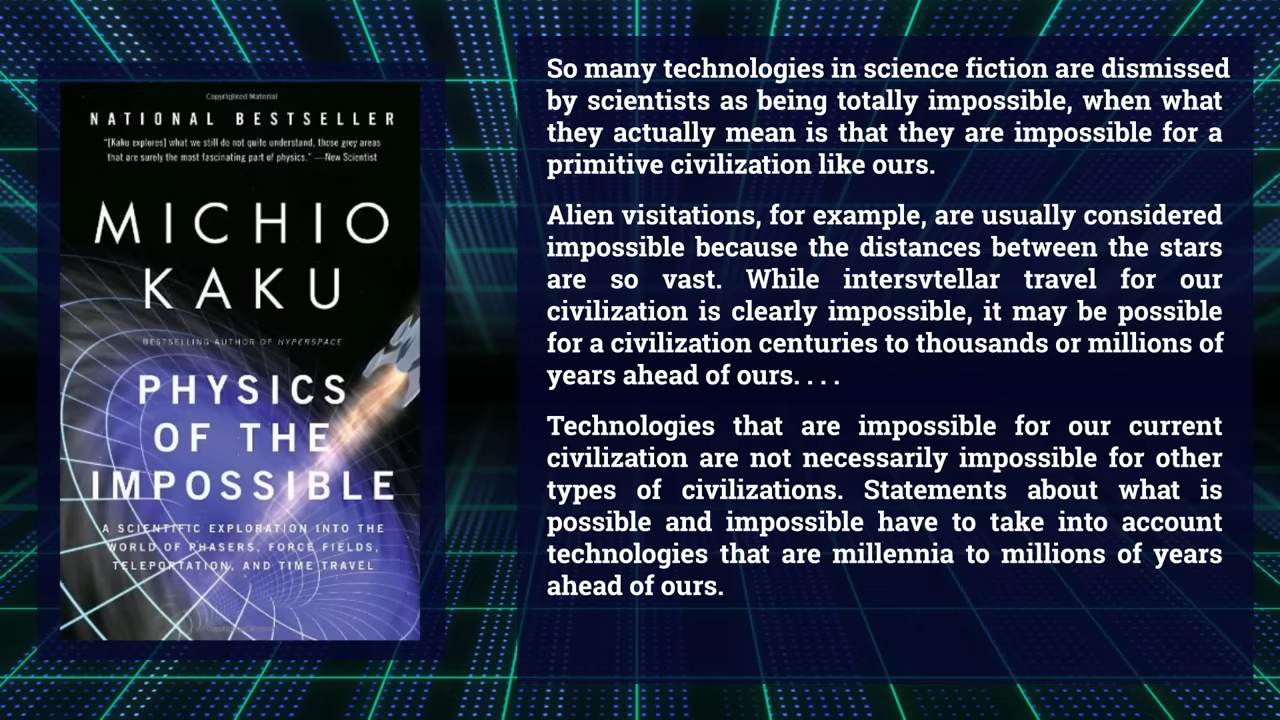 Copyrighted Material
NATIONAL BESTSELLER
"[Kaku explores] what we still do not quite understand, those grey areas
that are surely the most fascinating part of physics." —New Scientist
MICHIO
KAKU
BESTSELLING AUTHOR OF HYPERSPACE
PHYSICS
OF THE
IMPOSSIBLE
A SCIENTIFIC EXPLORATION INTO THE
WORLD OF PHASERS, FORCE FIELDS,
TELEPORTATION, AND TIME TRAVEL
Copyrighted Material
So many technologies in science fiction are dismissed
by scientists as being totally impossible, when what
they actually mean is that they are impossible for a
primitive civilization like ours.
Alien visitations, for example, are usually considered
impossible because the distances between the stars
are so vast. While intersvtellar travel for our
civilization is clearly impossible, it may be possible
for a civilization centuries to thousands or millions of
years ahead of ours. . . .
Technologies that are impossible for our current
civilization are not necessarily impossible for other
types of civilizations. Statements about what is
possible and impossible have to take into account
technologies that are millennia to millions of years
ahead of ours.